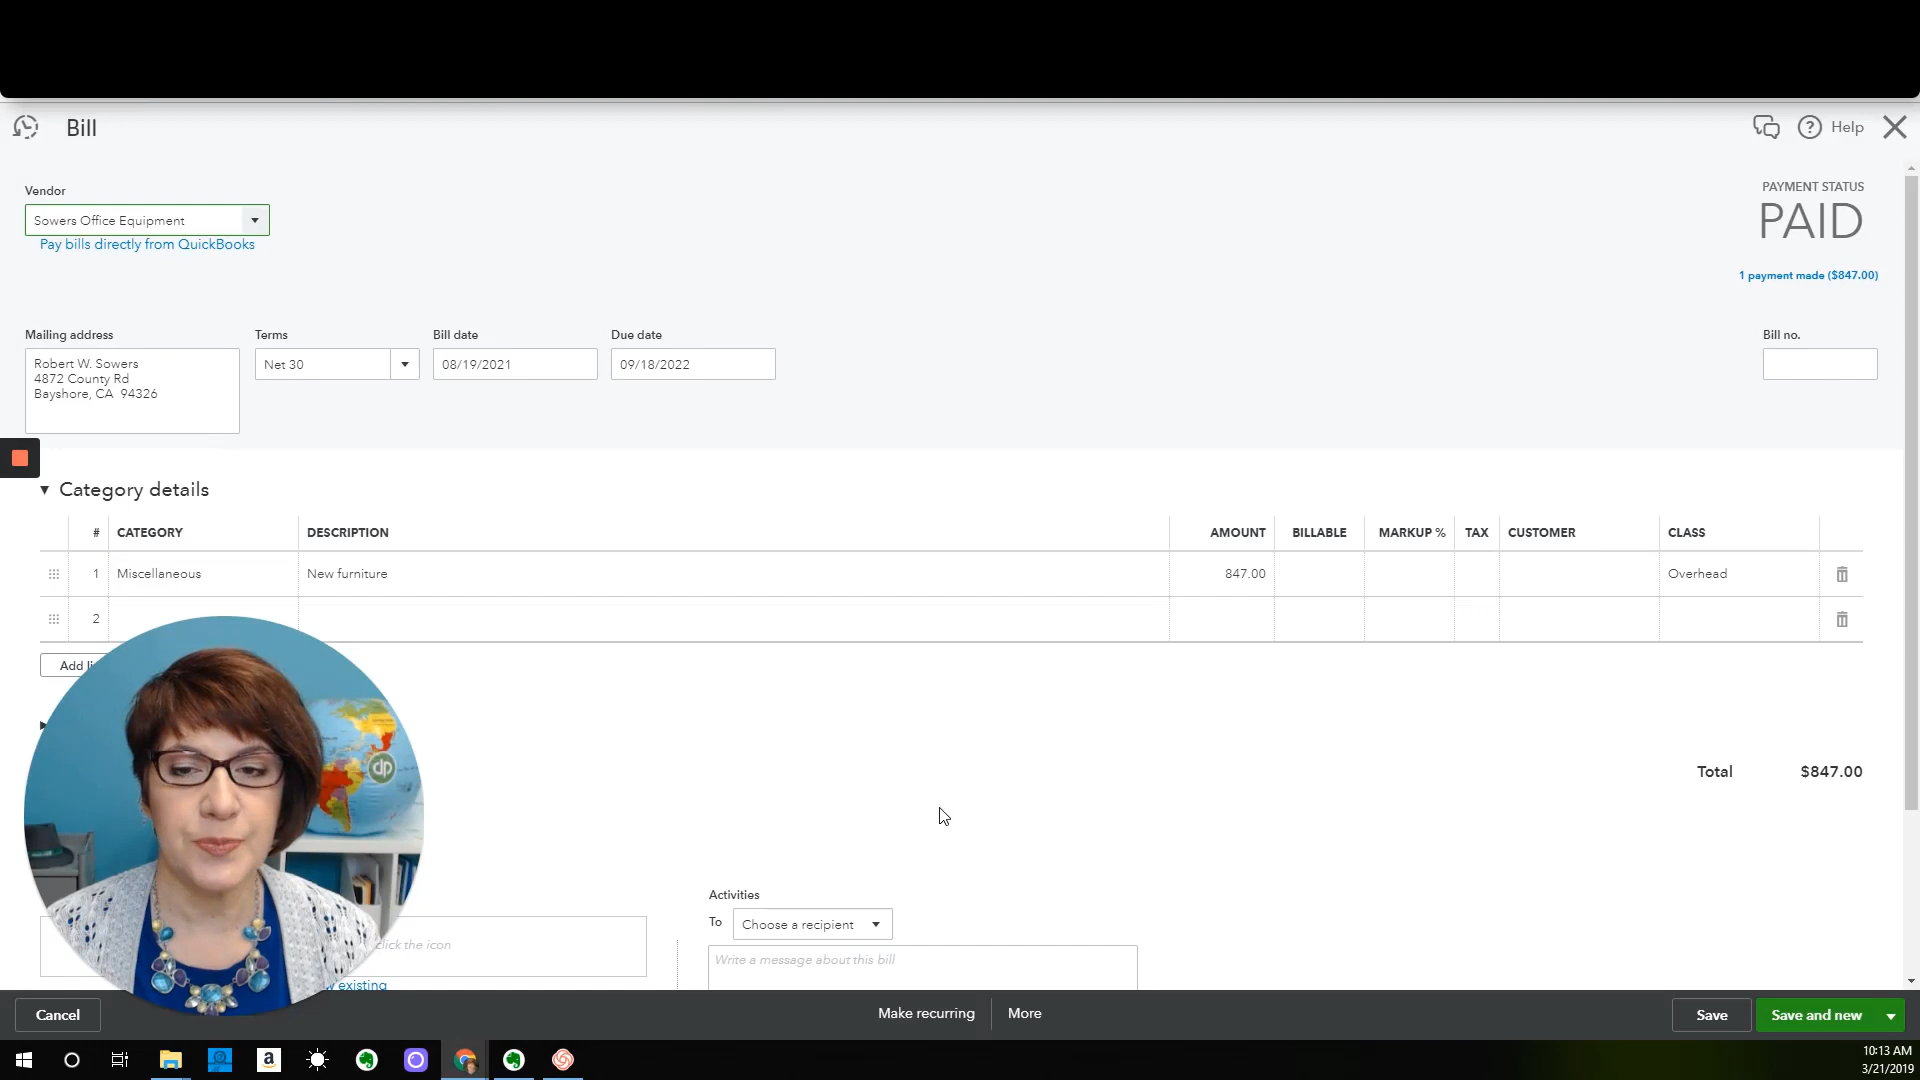 Bill
Help
Vendor
PAYMENT STATUS
Sowers Office Equipment
PAID
Pay bills directly from QuickBooks
1 payment made ($847.00)
Mailing address
Terms
Bill date
Due date
Bill no.
Robert W. Sowers
4872 County Rd
Bayshore, CA 94326
Net 30
08/19/2021
09/18/2022
Category details
# CATEGORY DESCRIPTION AMOUNT BILLABLE MARKUP % TAX CUSTOMER CLASS
1 Miscellaneous New furniture 847.00 Overhead
2
Add
Total $847.00
dp
Activities
To Choose a recipient
click the icon
Write a message about this bill
existing
Cancel
Make recurring
More
Save
Save and new
10:13 AM
3/21/2019